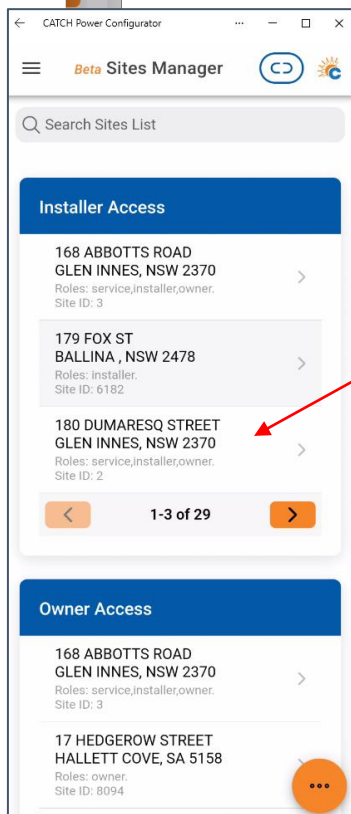 CATCH Power Configurator
Beta Sites Manager
Search Sites List
Installer Access
168 ABBOTTS ROAD
GLEN INNES, NSW 2370
Roles: service,installer,owner.
Site ID: 3
179 FOX ST
BALLINA , NSW 2478
Roles: installer.
Site ID: 6182
180 DUMARESQ STREET
GLEN INNES, NSW 2370
Roles: service,installer,owner.
Site ID: 2
1-3 of 29
Owner Access
168 ABBOTTS ROAD
GLEN INNES, NSW 2370
Roles: service,installer,owner.
Site ID: 3
17 HEDGEROW STREET
HALLETT COVE, SA 5158
Roles: owner.
Site ID: 8094